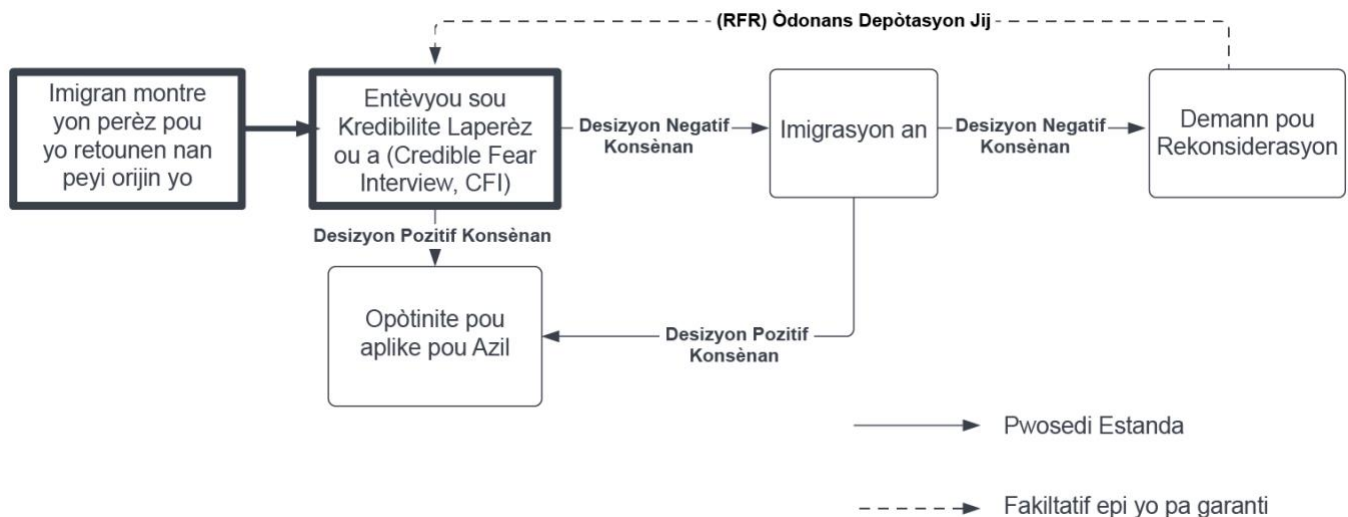 (RFR) Òdonans Depòtasyon Jij
Imigran montre
yon perèz pou
yo retounen nan
peyi orijin yo
Entèvyou sou
Kredibilite Laperèz
ou a (Credible Fear
Interview, CFI)
Desizyon Negatif
Konsènan
Imigrasyon an
Desizyon Negatif
Konsènan
Demann pou
Rekonsiderasyon
Desizyon Pozitif Konsènan
Opòtinite pou
aplike pou Azil
Desizyon Pozitif
Konsènan
Pwosedi Estanda
Fakiltatif epi yo pa garanti